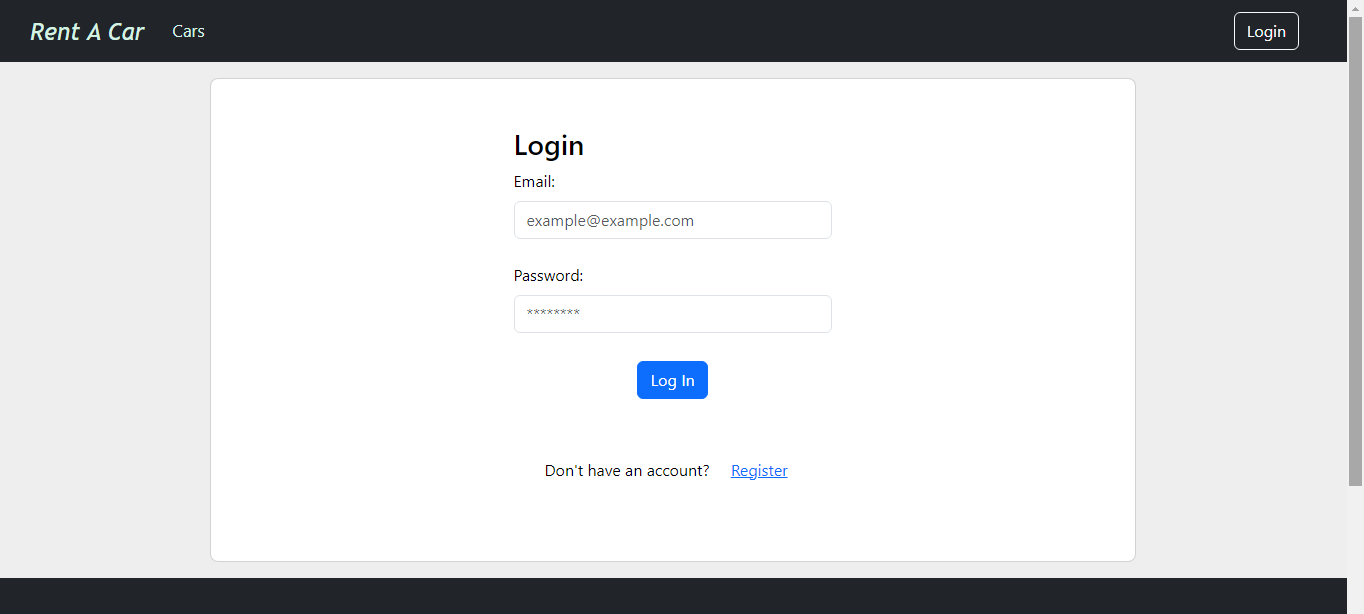 Rent A Car Cars Login
Login
Email:
example@example.com
Password:
********
Log In
Don't have an account? Register